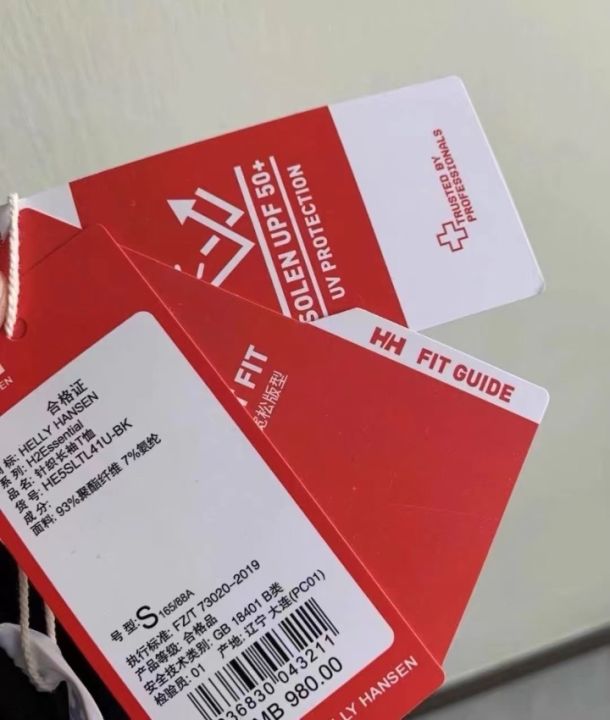 TRUSTED BY
PROFESSIONALS
SOLEN UPF 50+
UV PROTECTION
HH FIT GUIDE
FIT
松版型
合格证
标: HELLY HANSEN
系列: H2Essential
品名: 针织长袖T恤
货号: HE5SLTL41U-BK
成分:
面料: 93%聚酯纤维 7%氨纶
号型: S 165/88A
执行标准: FZ/T 73020-2019
产品等级: 合格品
安全技术类别: GB 18401 B类
检验员: 01 产地: 辽宁 大连(PC01)
36830 043211
MB 980.00
LY HANSEN